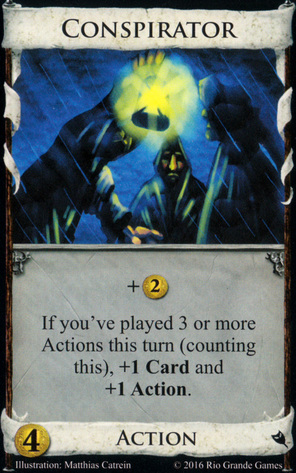 CONSPIRATOR
+2
If you've played 3 or more
Actions this turn (counting
this), +1 Card and
+1 Action.
4
ACTION
Illustration: Matthias Catrein © 2016 Rio Grande Games